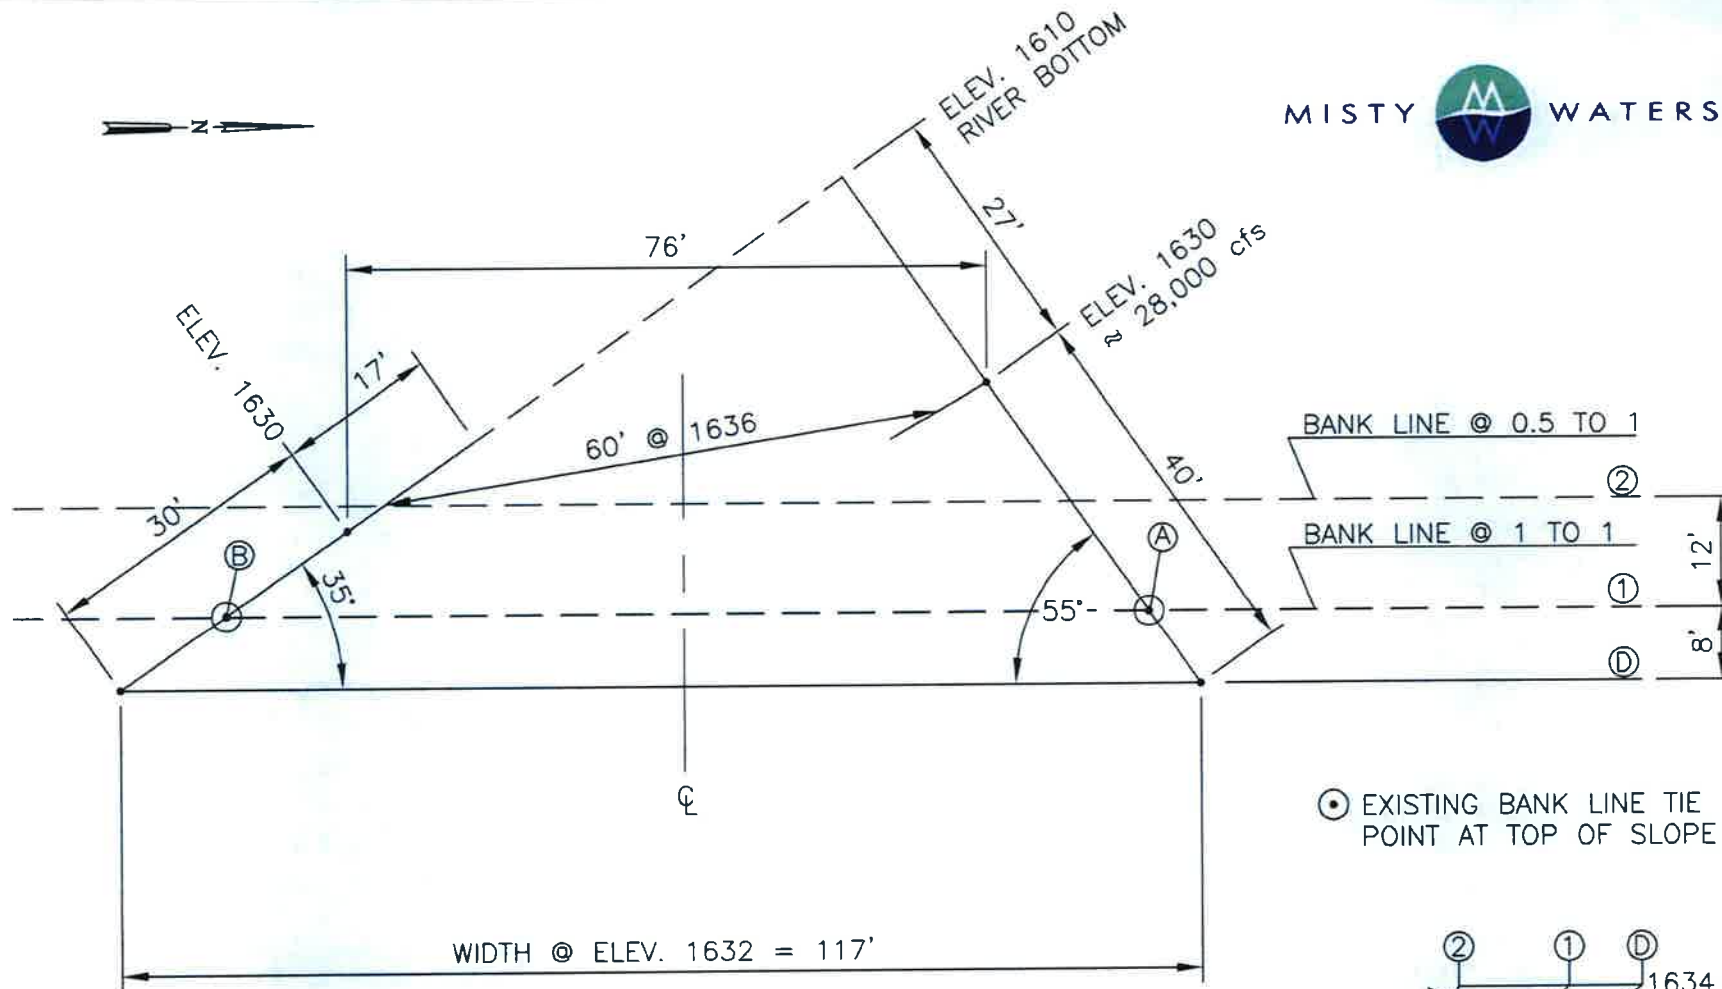 ELEV. 1610
RIVER BOTTOM
MISTY MW WATERS
N
27'
76'
ELEV. 1630
≈ 28,000 cfs
ELEV. 1630
17'
60' @ 1636
BANK LINE @ 0.5 TO 1
40'
2
30'
BANK LINE @ 1 TO 1
B
A
12'
35°
1
55°
8'
D
℄
EXISTING BANK LINE TIE
POINT AT TOP OF SLOPE
WIDTH @ ELEV. 1632 = 117'
2 1 D
1634